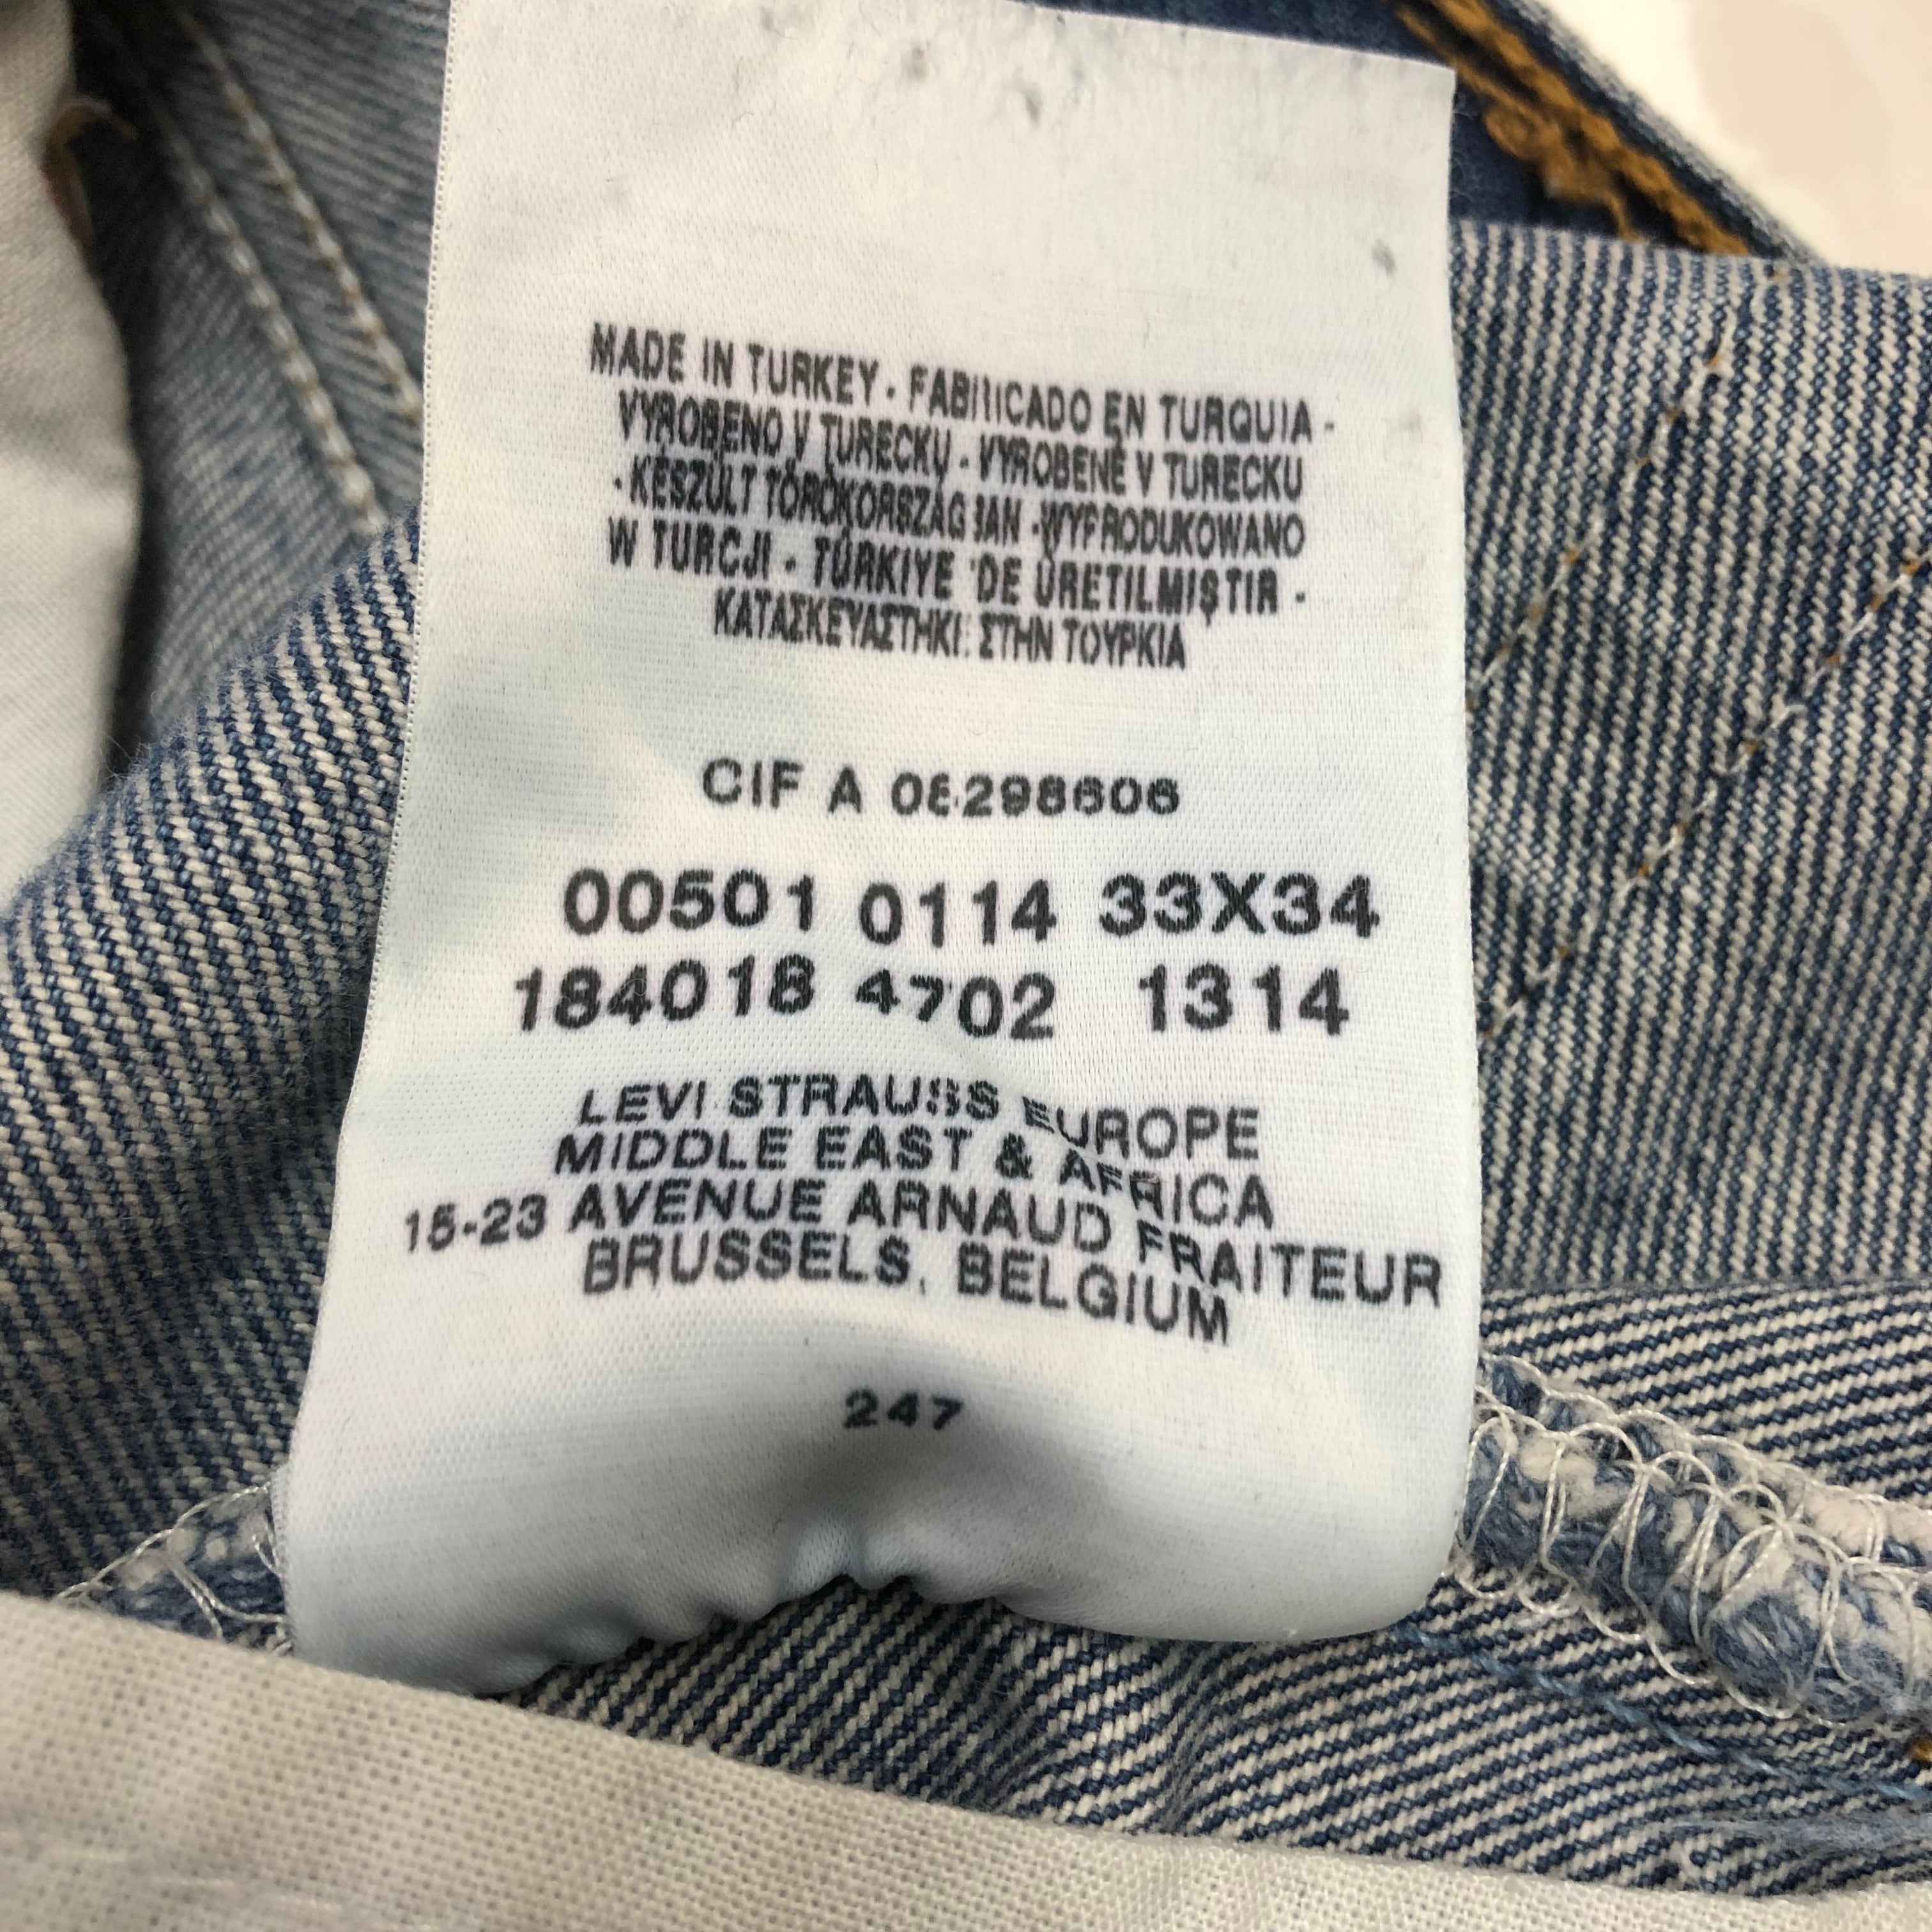 MADE IN TURKEY - FABRICADO EN TURQUIA -
VYROBENO V TURECKU - VYROBENÉ V TURECKU
- KÉSZÜLT TÖRÖKORSZÁG BAN - WYPRODUKOWANO
W TURCJI - TÜRKIYE 'DE ÜRETILMIŞTIR -
ΚΑΤΑΣΚΕΥΑΣΤΗΚΕ ΣΤΗΝ ΤΟΥΡΚΙΑ
CIF A 08298606
00501 0114 33X34
184018 4702 1314
LEVI STRAUSS EUROPE
MIDDLE EAST & AFRICA
15-23 AVENUE ARNAUD FRAITEUR
BRUSSELS, BELGIUM
247